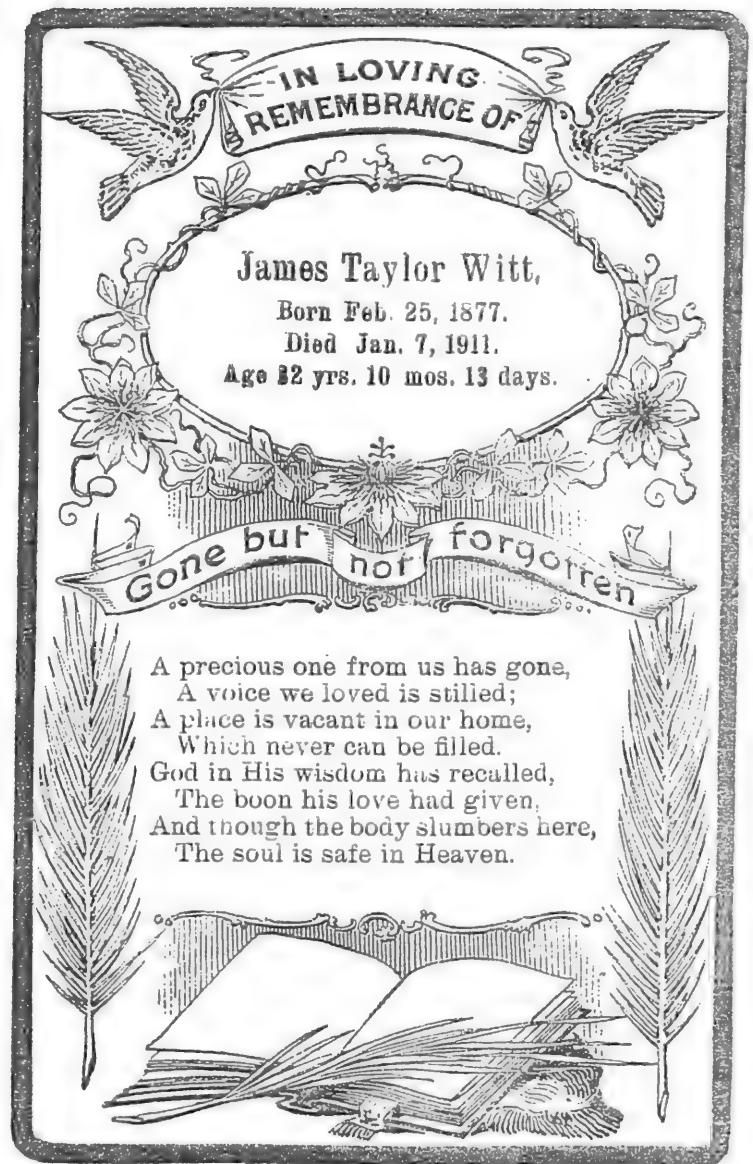 IN LOVING
REMEMBRANCE OF
James Taylor Witt,
Born Feb. 25, 1877.
Died Jan. 7, 1911.
Age 32 yrs. 10 mos. 13 days.
Gone but not forgotten
A precious one from us has gone,
A voice we loved is stilled;
A place is vacant in our home,
Which never can be filled.
God in His wisdom has recalled,
The boon his love had given,
And though the body slumbers here,
The soul is safe in Heaven.